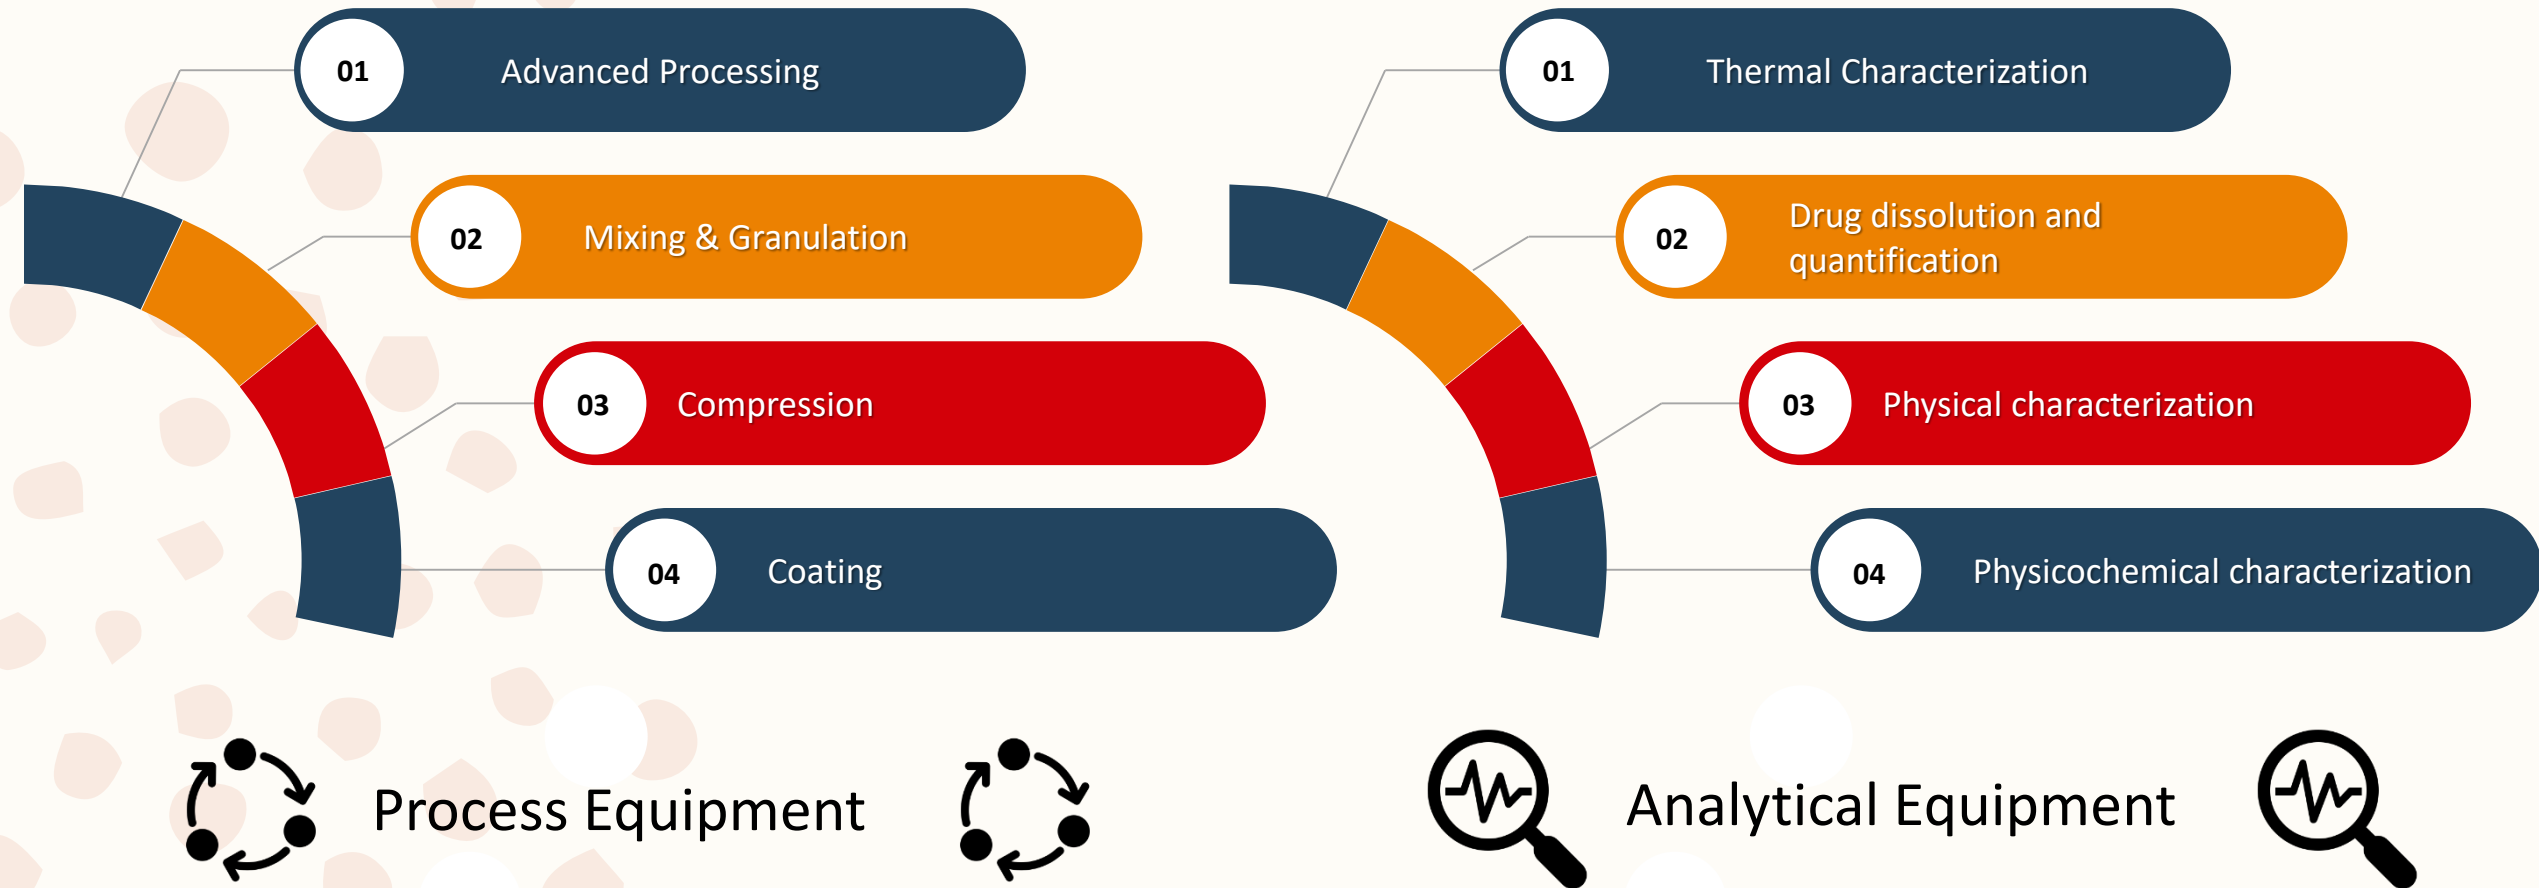 01
Advanced Processing
02
Mixing & Granulation
03
Compression
04
Coating
Process Equipment
01
Thermal Characterization
02
Drug dissolution and
quantification
03
Physical characterization
04
Physicochemical characterization
Analytical Equipment